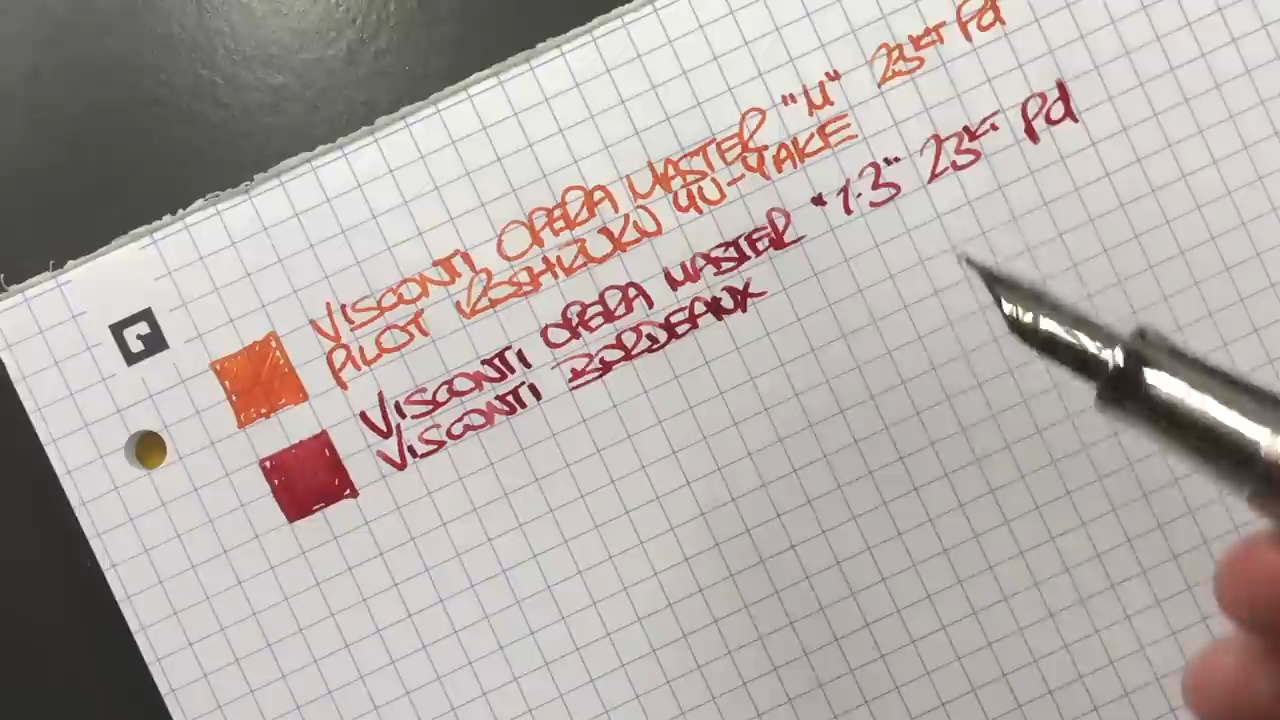 VISCONTI OPERA MASTER "M" 23KT Pd
PILOT IROSHIZUKU YU-YAKE
VISCONTI OPERA MASTER "1.3" 23KT Pd
VISCONTI BORDEAUX